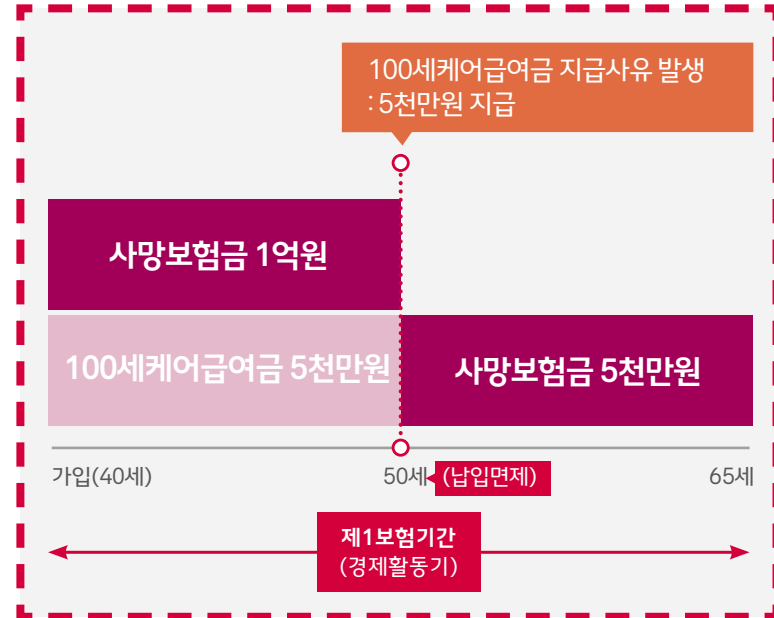 100세케어급여금 지급사유 발생
: 5천만원 지급
사망보험금 1억원
100세케어급여금 5천만원
사망보험금 5천만원
가입(40세)
50세
(납입면제)
65세
제1보험기간
(경제활동기)